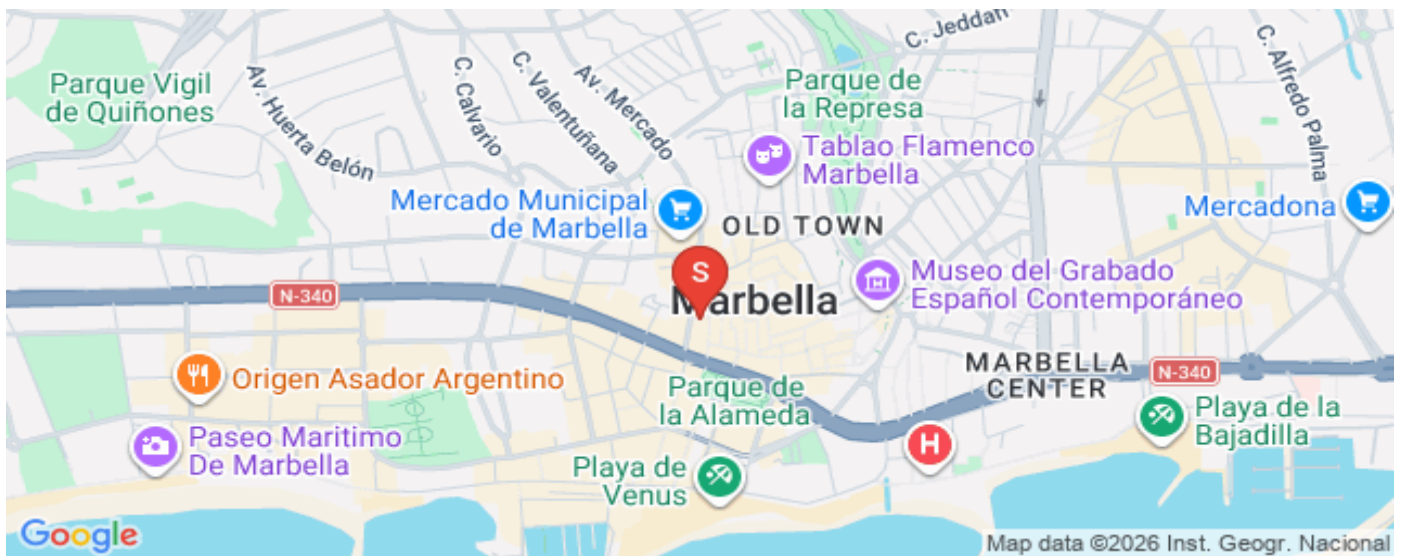 C. Jeddah
C. Alfredo Palma
Parque Vigil
de Quiñones
Av. Huerta Belón
C. Calvario
C. Valentuñana
Av. Mercado
Parque de
la Represa
Tablao Flamenco
Marbella
Mercado Municipal
de Marbella
OLD TOWN
Mercadona
S
Marbella
Museo del Grabado
Español Contemporáneo
N-340
MARBELLA
CENTER
N-340
Origen Asador Argentino
Parque de
la Alameda
Playa de la
Bajadilla
Paseo Maritimo
De Marbella
H
Playa de
Venus
Google
Map data ©2026 Inst. Geogr. Nacional